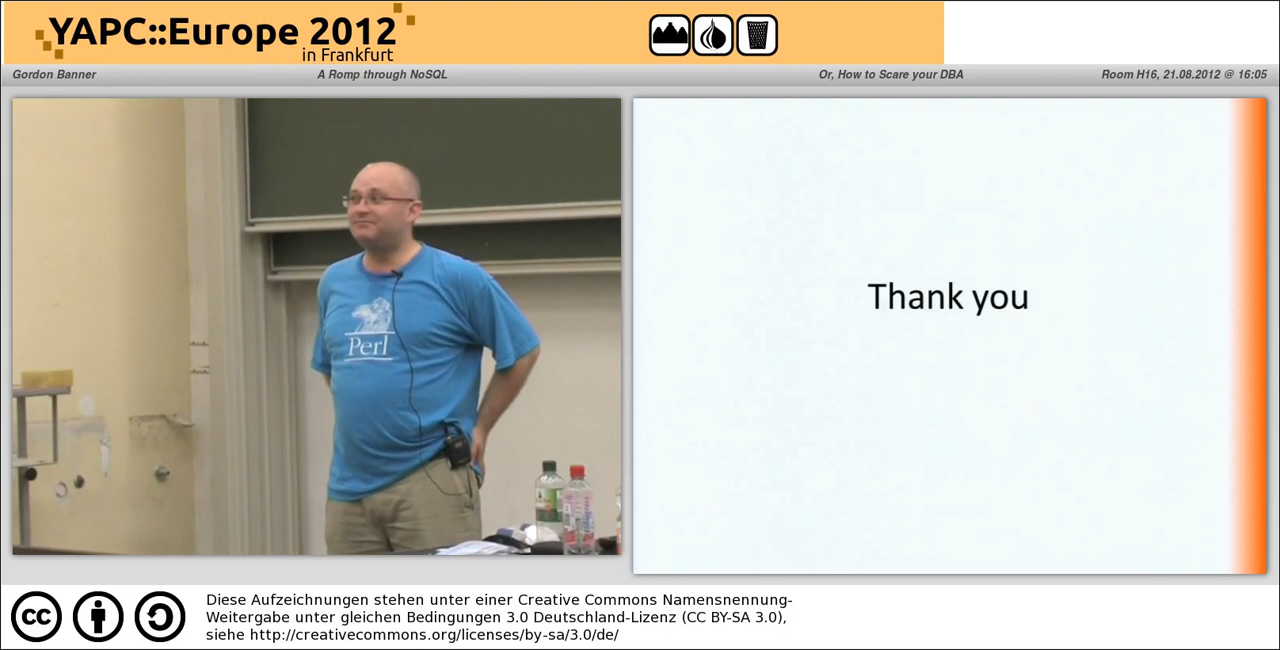 YAPC::Europe 2012
in Frankfurt
Gordon Banner
A Romp through NoSQL
Or, How to Scare your DBA
Room H16, 21.08.2012 @ 16:05
Perl
Thank you
cc
Diese Aufzeichnungen stehen unter einer Creative Commons Namensnennung-
Weitergabe unter gleichen Bedingungen 3.0 Deutschland-Lizenz (CC BY-SA 3.0),
siehe http://creativecommons.org/licenses/by-sa/3.0/de/